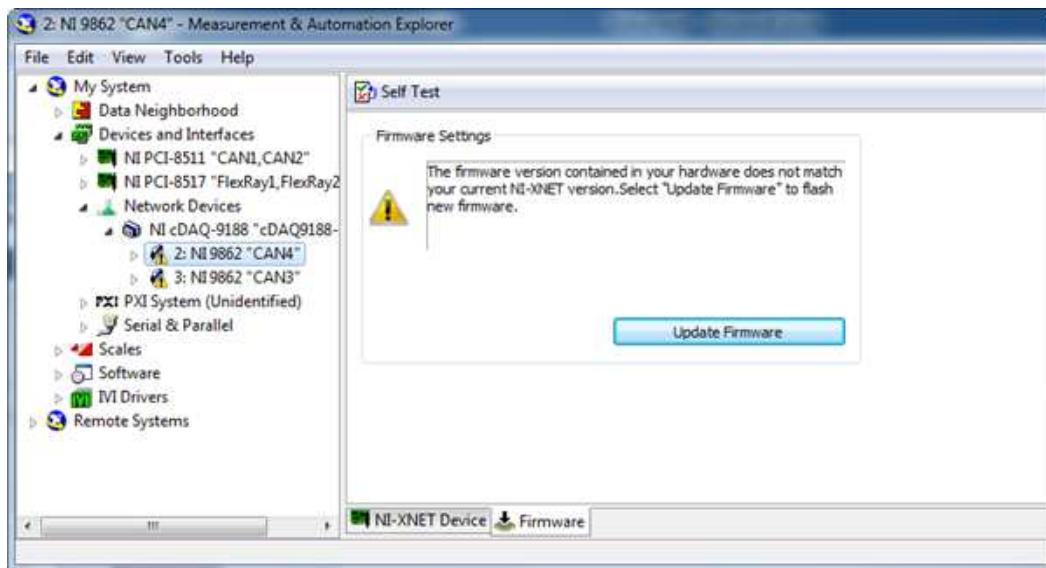 2: NI 9862 "CAN4" - Measurement & Automation Explorer
File Edit View Tools Help
My System
Data Neighborhood
Devices and Interfaces
NI PCI-8511 "CAN1,CAN2"
NI PCI-8517 "FlexRay1,FlexRay2
Network Devices
NI cDAQ-9188 "cDAQ9188-
2: NI 9862 "CAN4"
3: NI 9862 "CAN3"
PXI PXI System (Unidentified)
Serial & Parallel
Scales
Software
IVI IVI Drivers
Remote Systems
Self Test
Firmware Settings
The firmware version contained in your hardware does not match
your current NI-XNET version.Select "Update Firmware" to flash
new firmware.
Update Firmware
NI-XNET Device Firmware